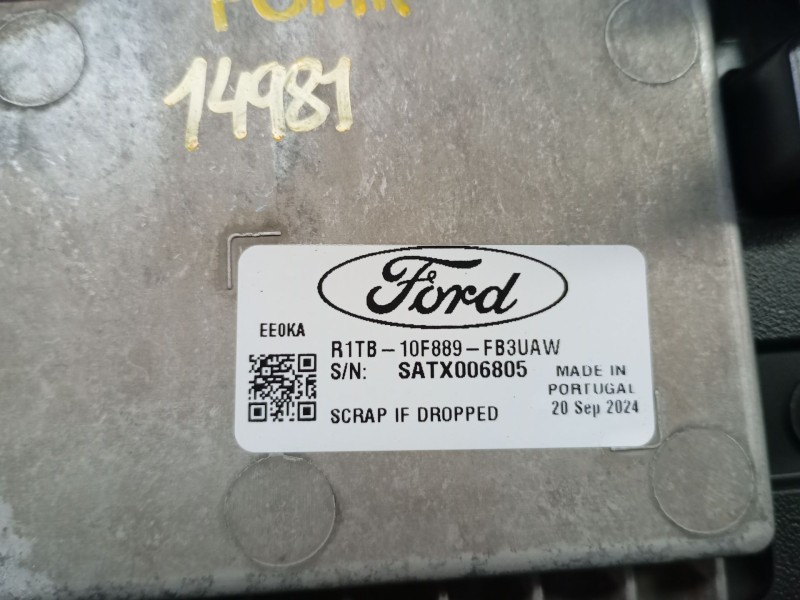 14981
Ford
EE0KA
R1TB-10F889-FB3UAW
S/N: SATX006805
MADE IN
PORTUGAL
SCRAP IF DROPPED
20 Sep 2024